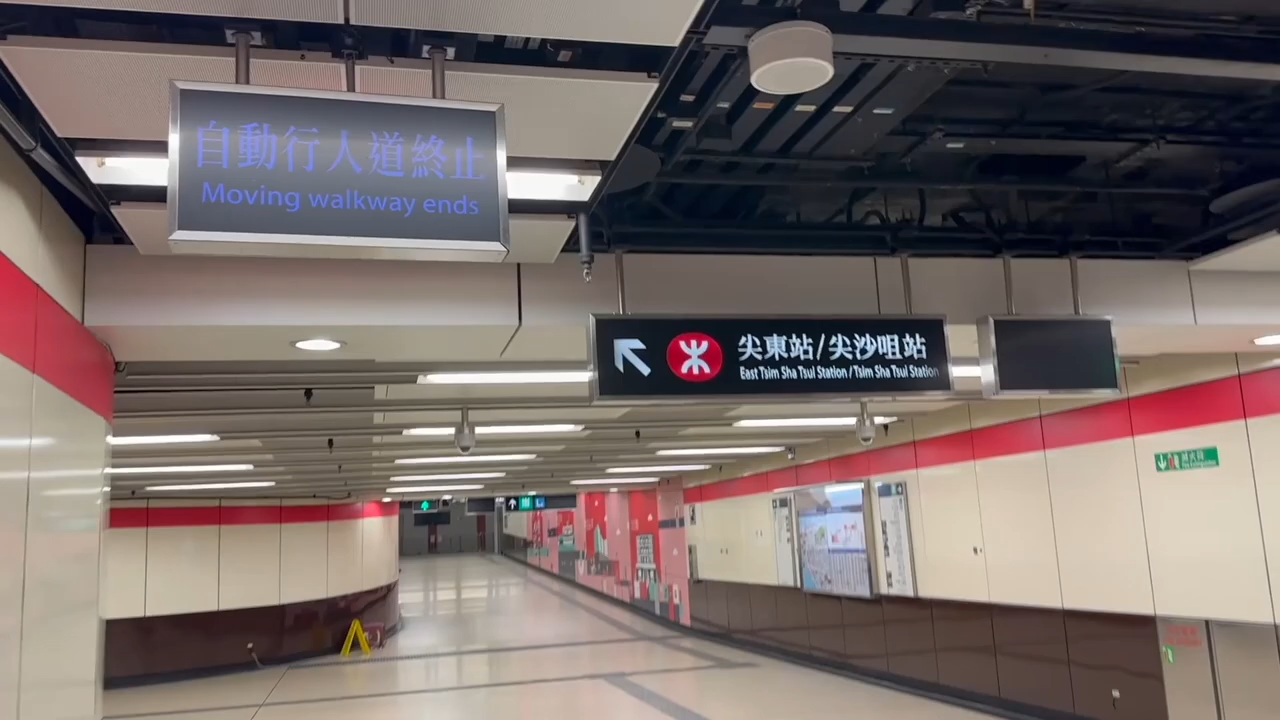 自動行人道終止
Moving walkway ends
尖東站/尖沙咀站
East Tsim Sha Tsui Station / Tsim Sha Tsui Station